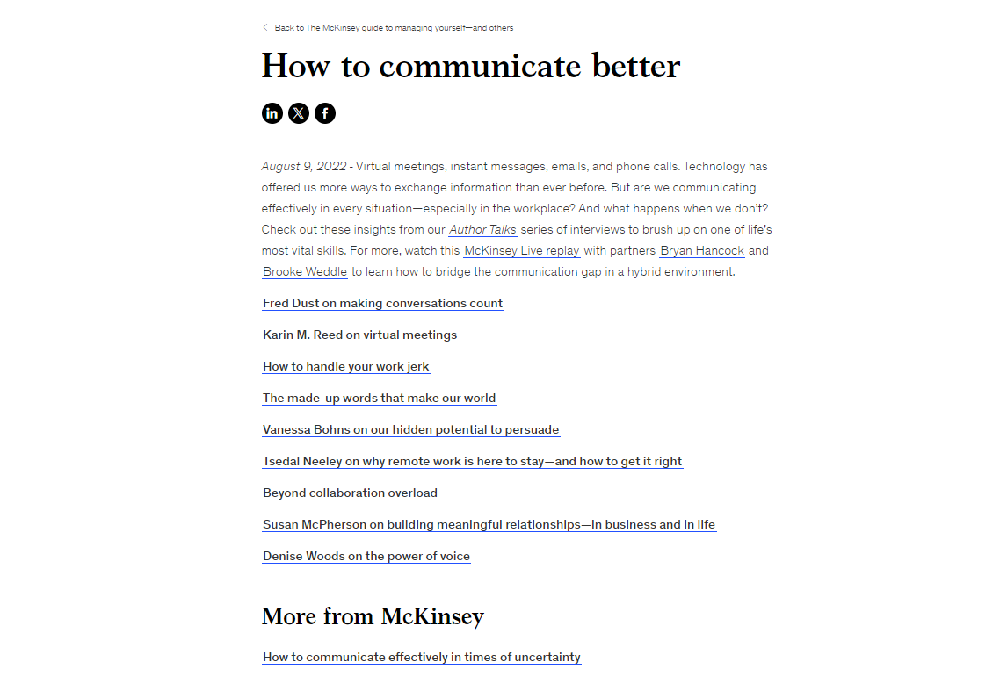 Back to The McKinsey guide to managing yourself—and others
How to communicate better
in X f
August 9, 2022 - Virtual meetings, instant messages, emails, and phone calls. Technology has
offered us more ways to exchange information than ever before. But are we communicating
effectively in every situation—especially in the workplace? And what happens when we don't?
Check out these insights from our Author Talks series of interviews to brush up on one of life's
most vital skills. For more, watch this McKinsey Live replay with partners Bryan Hancock and
Brooke Weddle to learn how to bridge the communication gap in a hybrid environment.
Fred Dust on making conversations count
Karin M. Reed on virtual meetings
How to handle your work jerk
The made-up words that make our world
Vanessa Bohns on our hidden potential to persuade
Tsedal Neeley on why remote work is here to stay—and how to get it right
Beyond collaboration overload
Susan McPherson on building meaningful relationships—in business and in life
Denise Woods on the power of voice
More from McKinsey
How to communicate effectively in times of uncertainty